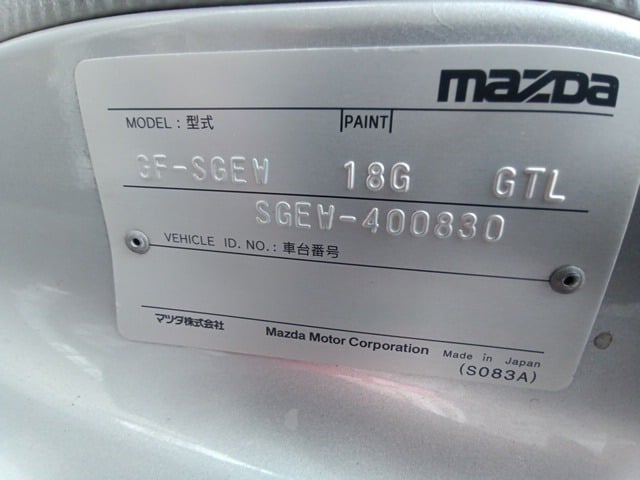 mazDa
MODEL : 型式 PAINT
GF-SGEW 18G GTL
SGEW-400830
VEHICLE ID. NO. : 車台番号
マツダ株式会社 Mazda Motor Corporation Made in Japan
(S083A)